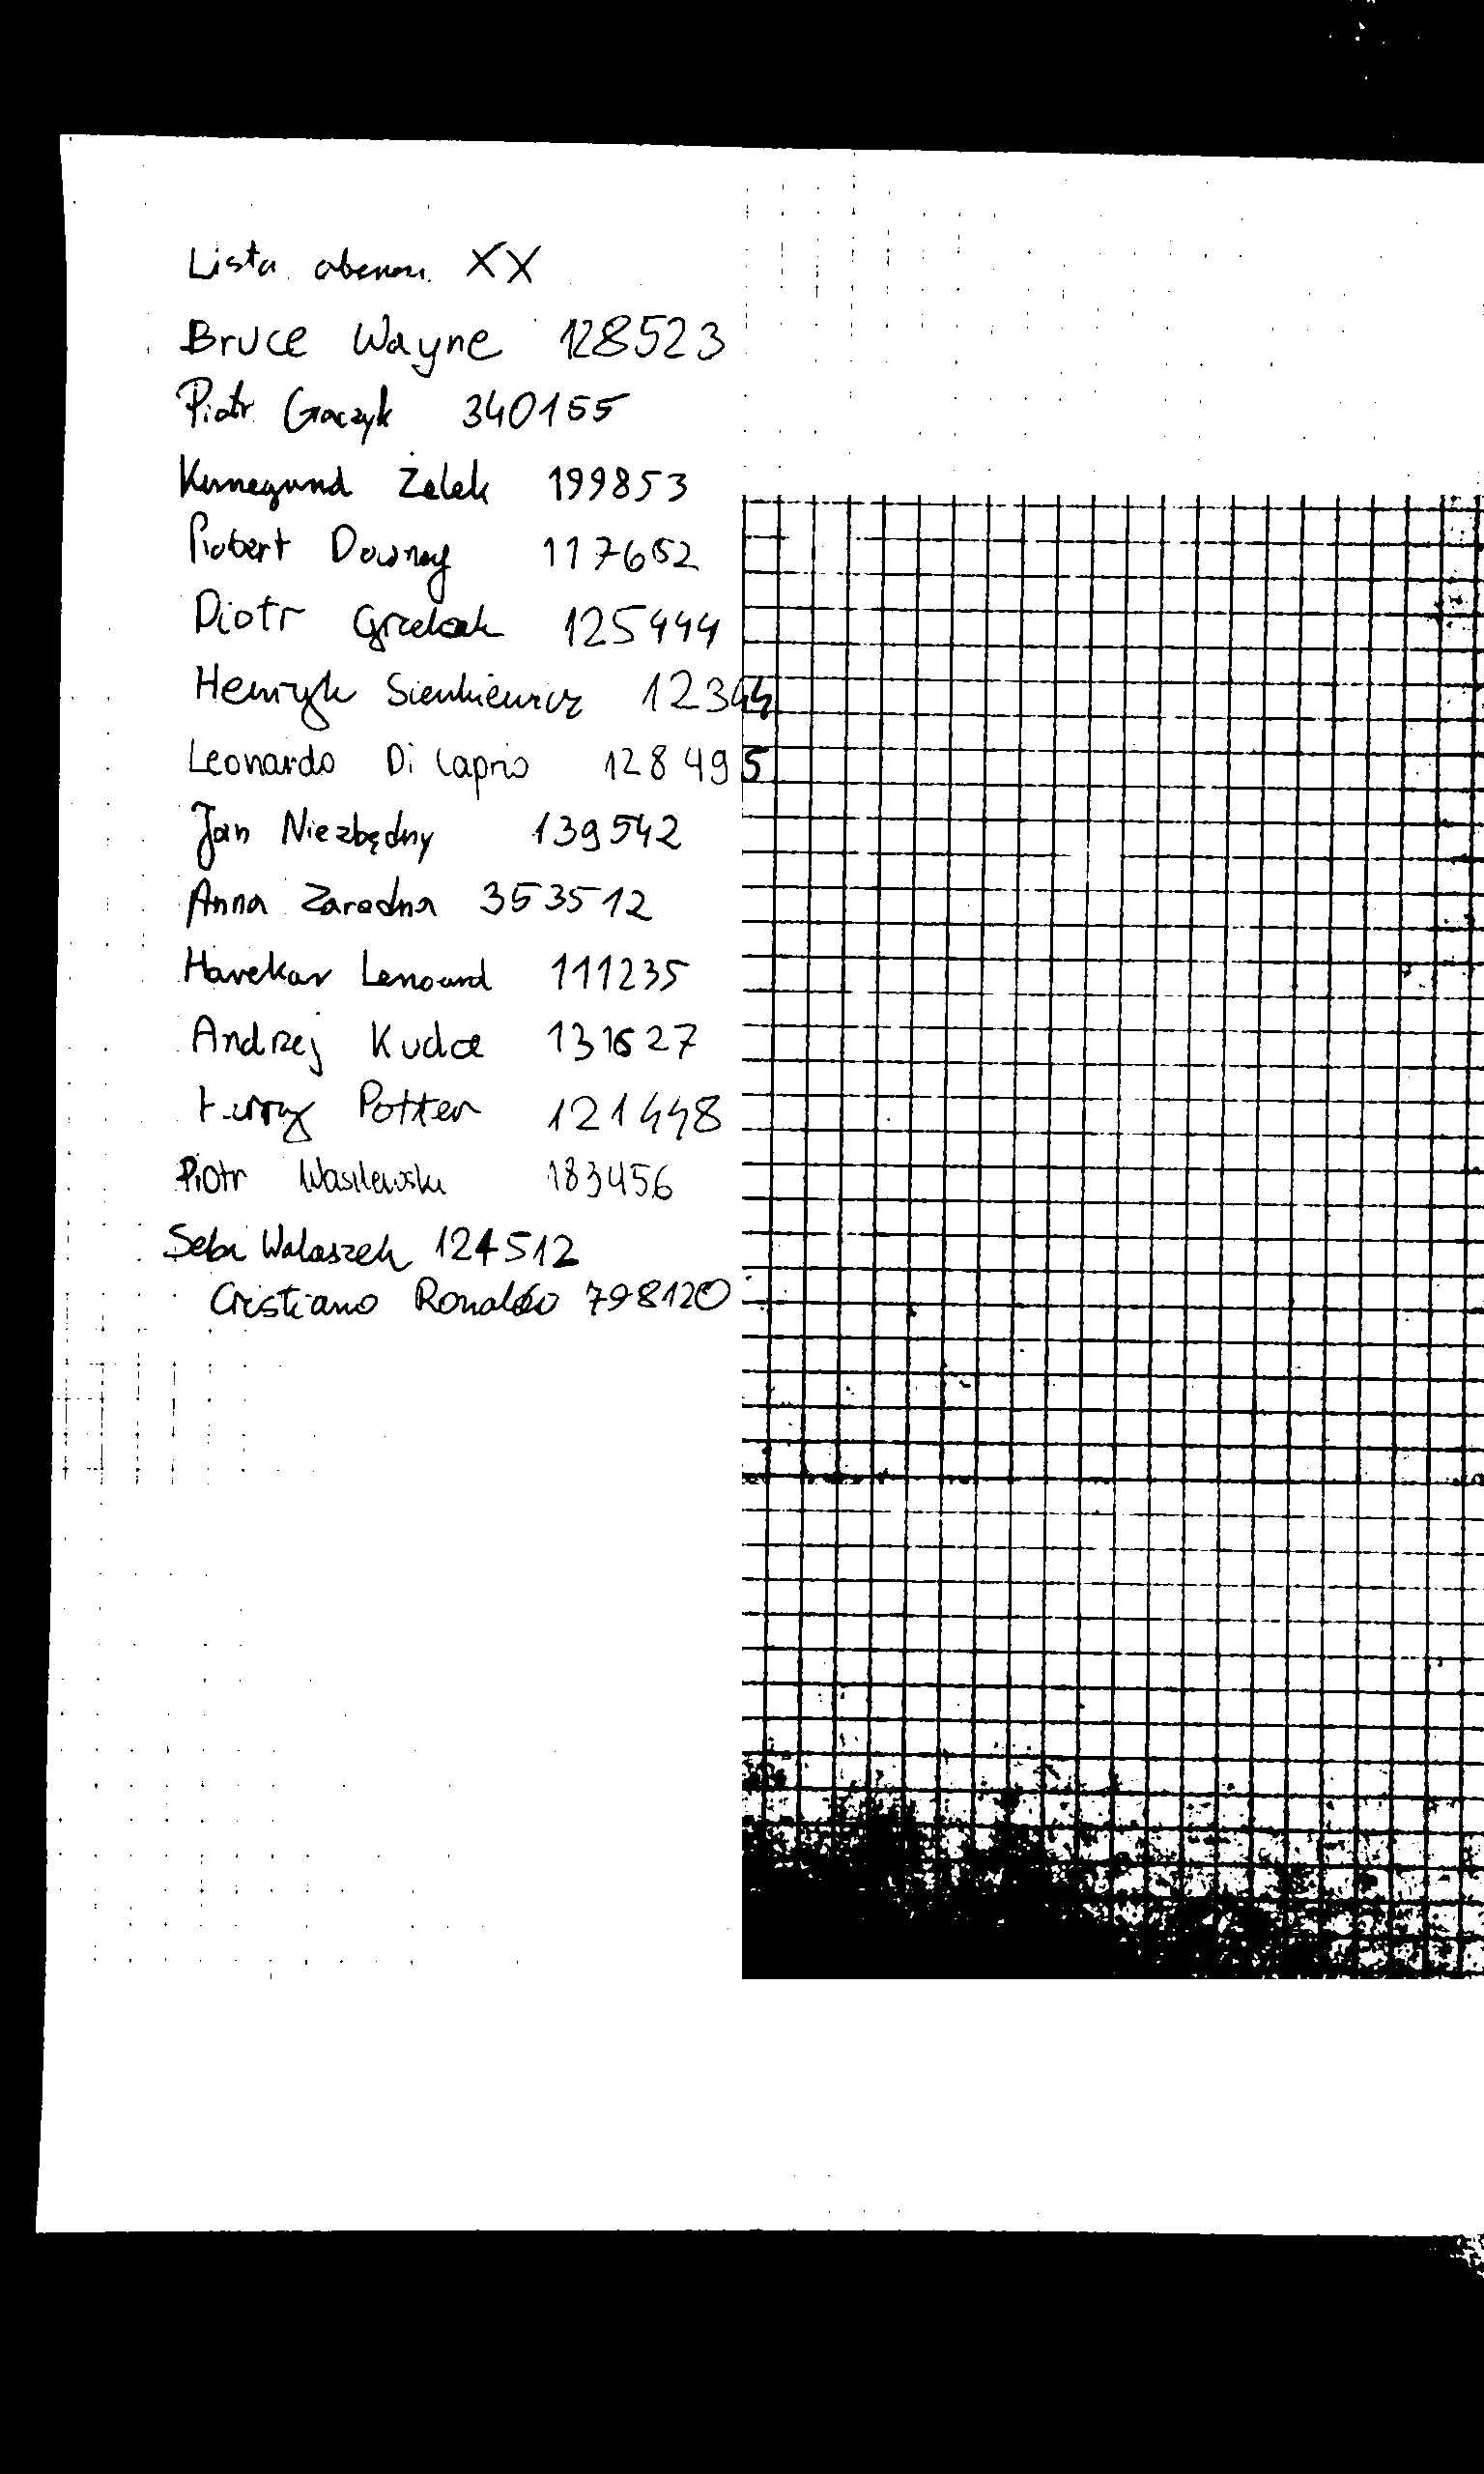 Lista obecnosci XX
Bruce Wayne 128523
Piotr Graczyk 340155
Kunegund Żelek 199853
Robert Downey 117652
Piotr Grzelak 125444
Henryk Sienkiewicz 12344
Leonardo Di Caprio 128495
Jan Niezbędny 139542
Anna Zaradna 353512
Harekar Lenoard 111235
Andrzej Kudła 131627
Harry Potter 121448
Piotr Wasilewski 183456
Seba Walaszek 124512
Cristiano Ronaldo 798120